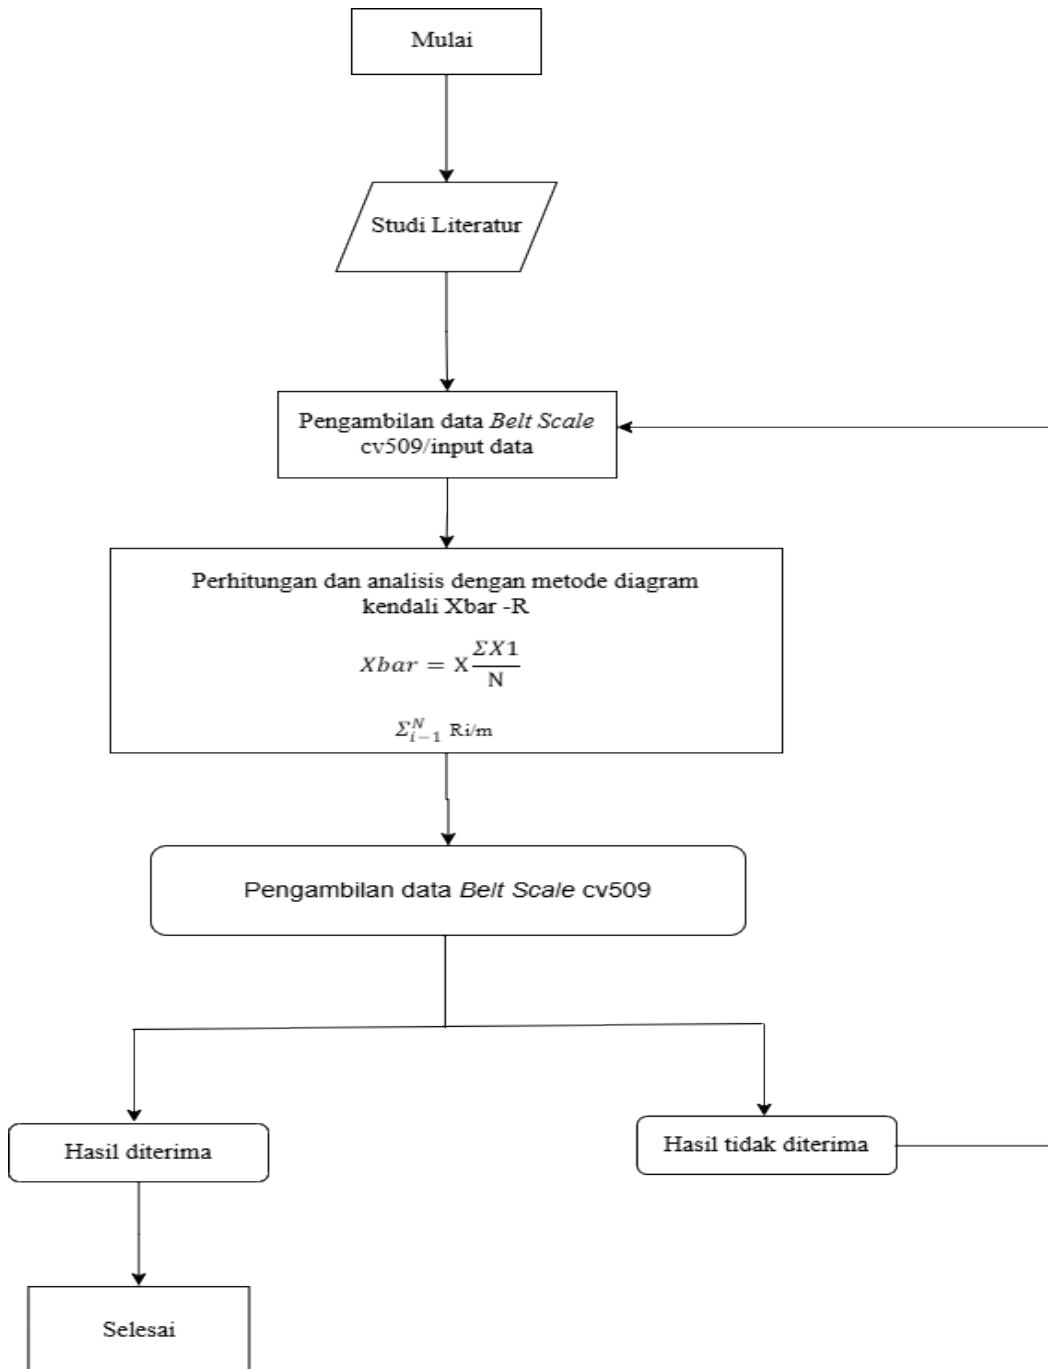 Mulai
Studi Literatur
Pengambilan data Belt Scale
cv509/input data
Perhitungan dan analisis dengan metode diagram
kendali Xbar -R
Xbar = X ΣX1/N
Σ_{i-1}^{N} Ri/m
Pengambilan data Belt Scale cv509
Hasil diterima
Hasil tidak diterima
Selesai